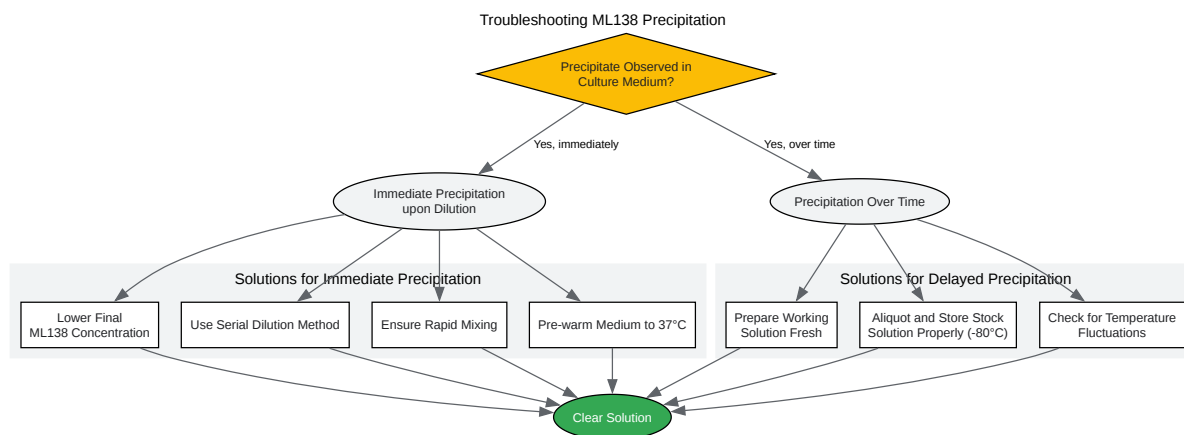 Troubleshooting ML138 Precipitation
Precipitate Observed in
Culture Medium?
Yes, immediately
Yes, over time
Immediate Precipitation
upon Dilution
Precipitation Over Time
Solutions for Immediate Precipitation
Solutions for Delayed Precipitation
Lower Final
ML138 Concentration
Use Serial Dilution Method
Ensure Rapid Mixing
Pre-warm Medium to 37°C
Prepare Working
Solution Fresh
Aliquot and Store Stock
Solution Properly (-80°C)
Check for Temperature
Fluctuations
Clear Solution